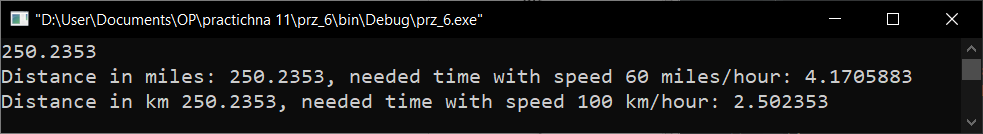 "D:\User\Documents\OP\practichna 11\prz_6\bin\Debug\prz_6.exe"
250.2353
Distance in miles: 250.2353, needed time with speed 60 miles/hour: 4.1705883
Distance in km 250.2353, needed time with speed 100 km/hour: 2.502353